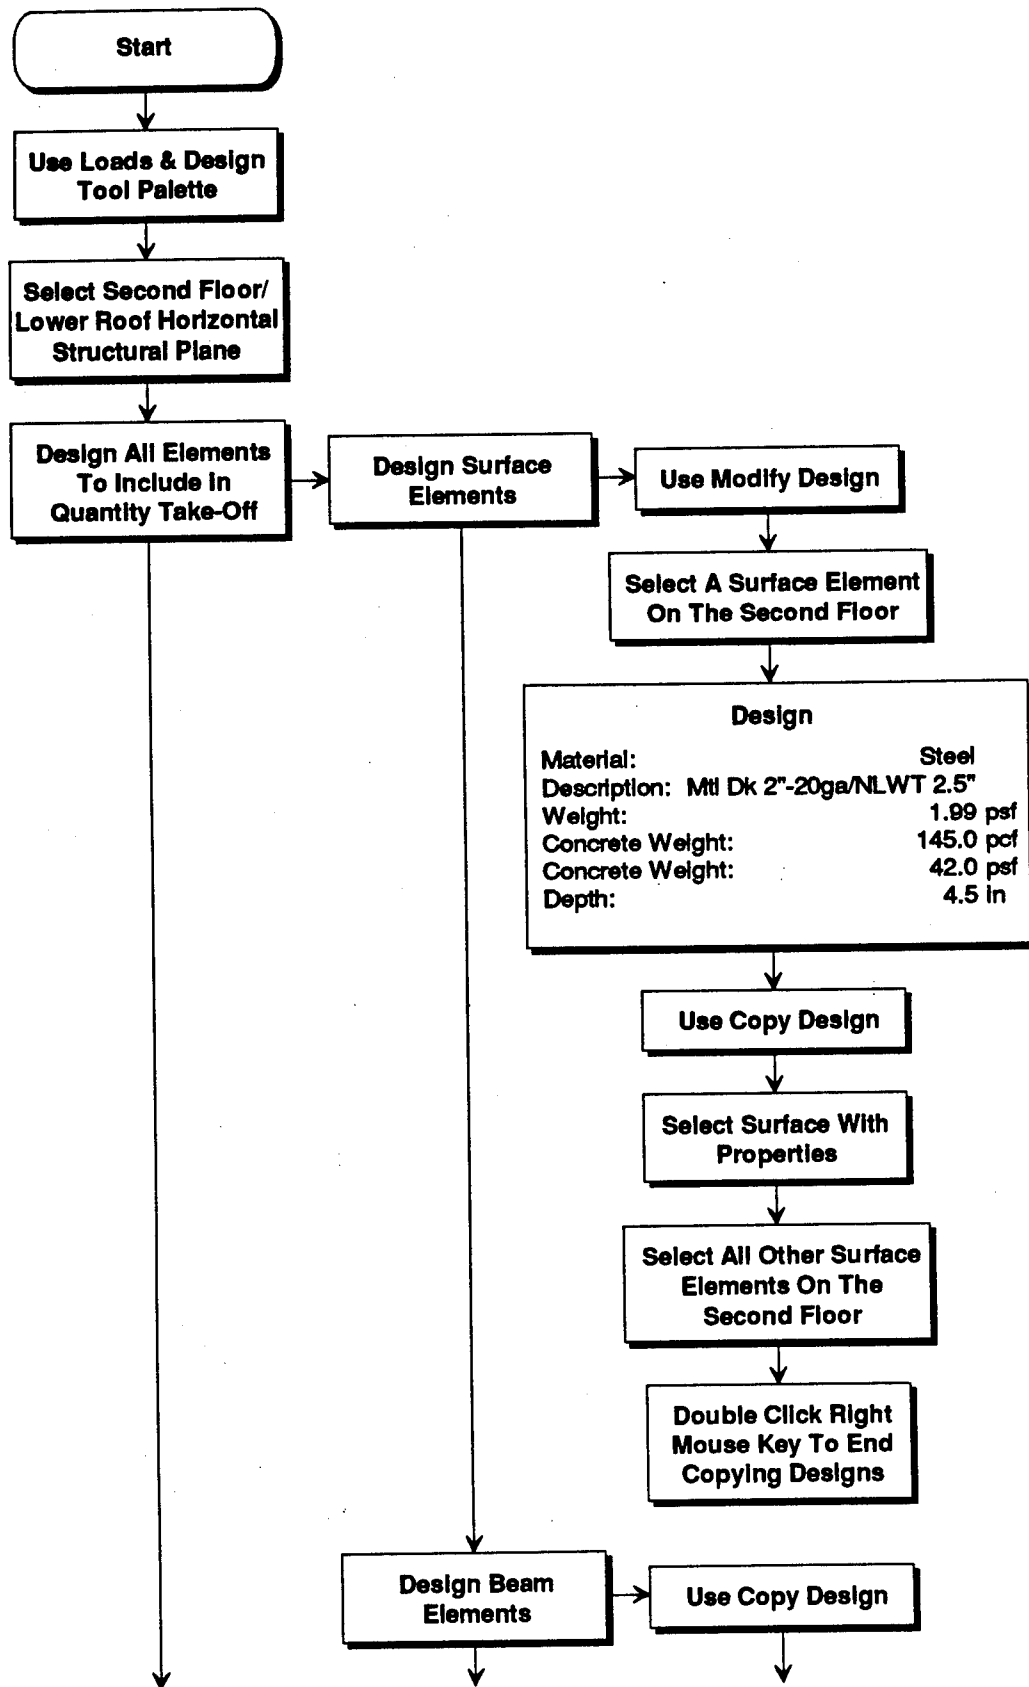 Start
Use Loads & Design
Tool Palette
Select Second Floor/
Lower Roof Horizontal
Structural Plane
Design All Elements
To Include in
Quantity Take-Off
Design Surface
Elements
Use Modify Design
Select A Surface Element
On The Second Floor
Design
Material: Steel
Description: Mtl Dk 2"-20ga/NLWT 2.5"
Weight: 1.99 psf
Concrete Weight: 145.0 pcf
Concrete Weight: 42.0 psf
Depth: 4.5 in
Use Copy Design
Select Surface With
Properties
Select All Other Surface
Elements On The
Second Floor
Double Click Right
Mouse Key To End
Copying Designs
Design Beam
Elements
Use Copy Design